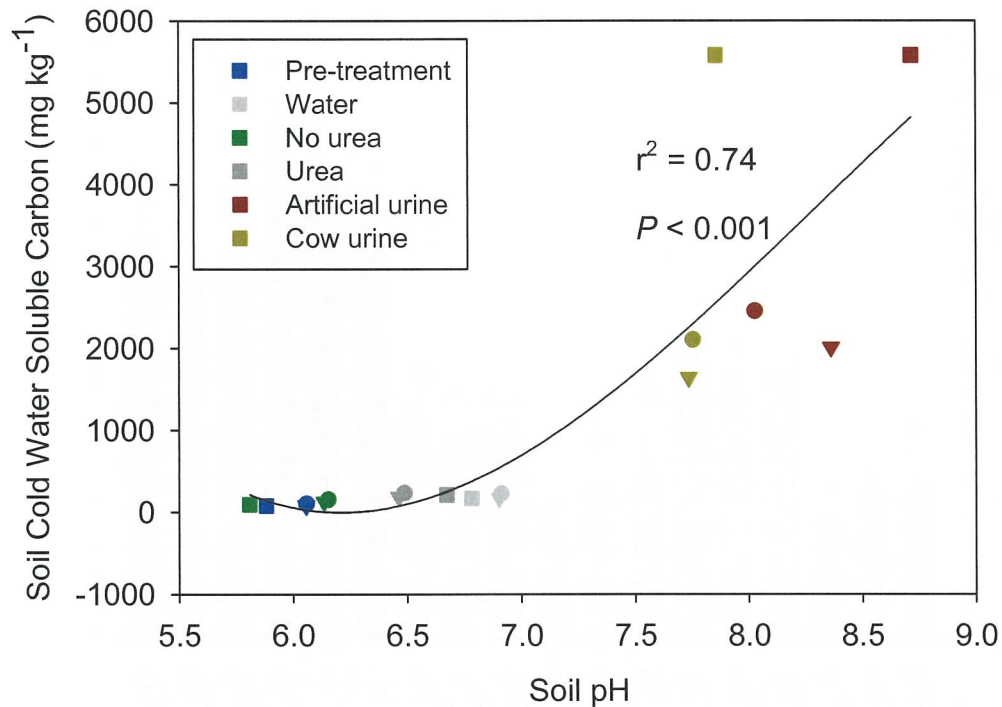 Soil Cold Water Soluble Carbon (mg kg⁻¹)
6000
5000
4000
3000
2000
1000
0
-1000
Pre-treatment
Water
No urea
Urea
Artificial urine
Cow urine
r² = 0.74
P < 0.001
5.5 6.0 6.5 7.0 7.5 8.0 8.5 9.0
Soil pH